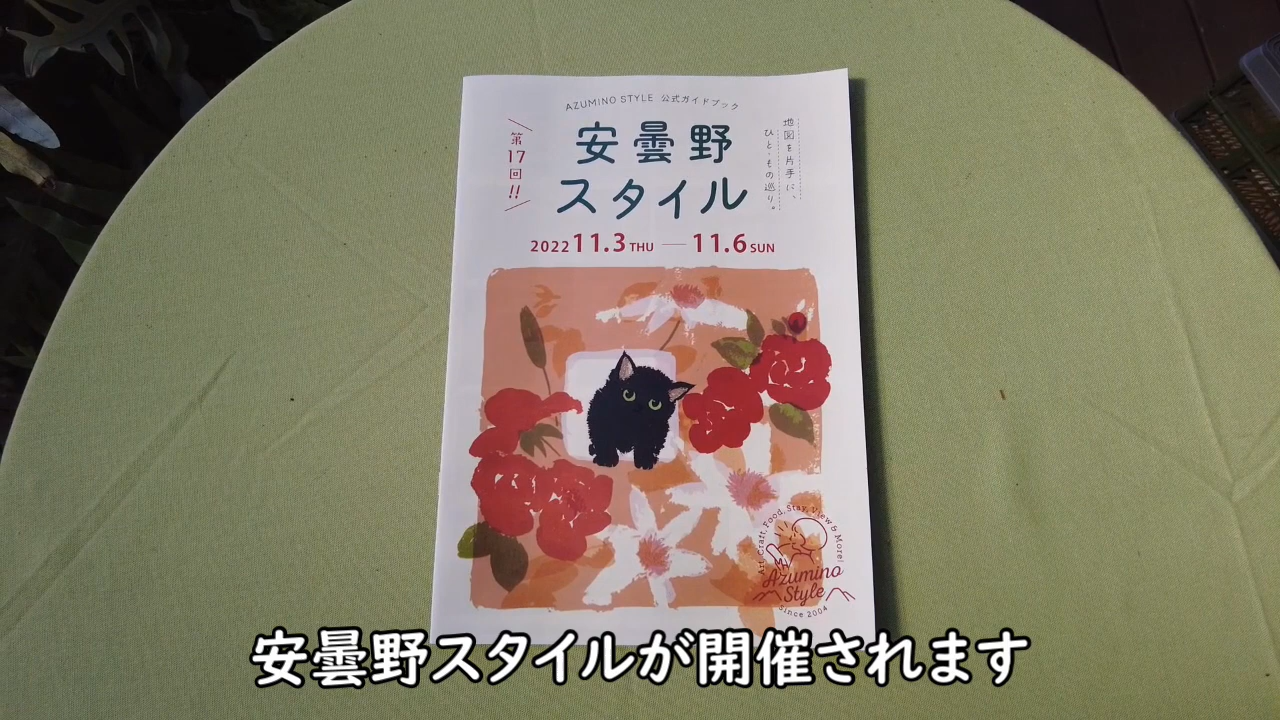 AZUMINO STYLE 公式ガイドブック
第17回!!
安曇野
スタイル
地図を片手に、
ひと・もの巡り。
2022 11.3 THU — 11.6 SUN
Art, Craft, Food, Stay, View & More!
Azumino
Style
Since 2004
安曇野スタイルが開催されます